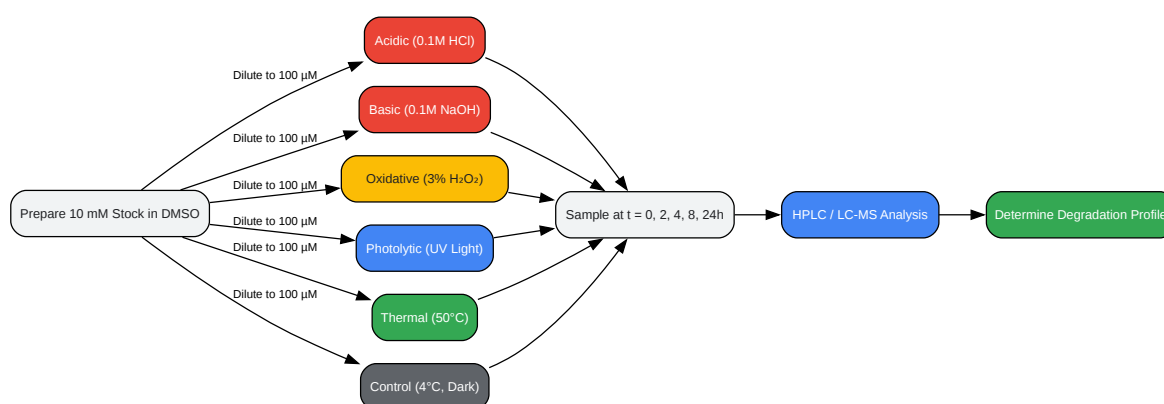 Acidic (0.1M HCl)
Dilute to 100 µM
Basic (0.1M NaOH)
Dilute to 100 µM
Oxidative (3% H₂O₂)
Dilute to 100 µM
Prepare 10 mM Stock in DMSO
Sample at t = 0, 2, 4, 8, 24h
HPLC / LC-MS Analysis
Determine Degradation Profile
Dilute to 100 µM
Photolytic (UV Light)
Dilute to 100 µM
Thermal (50°C)
Dilute to 100 µM
Control (4°C, Dark)